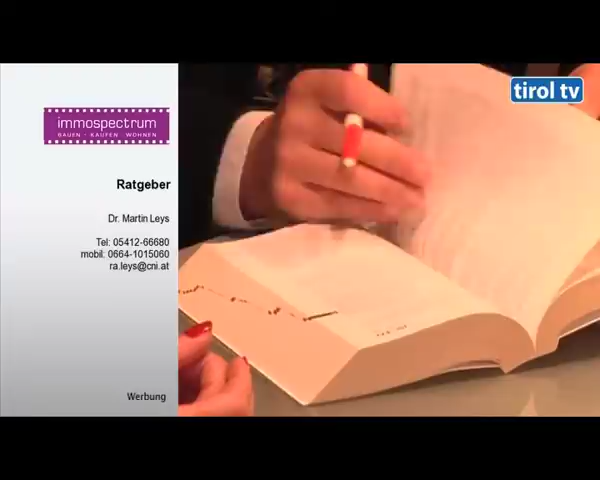 tirol tv
immospectrum
BAUEN - KAUFEN - WOHNEN
Ratgeber
Dr. Martin Leys
Tel: 05412-66680
mobil: 0664-1015060
ra.leys@cni.at
Werbung